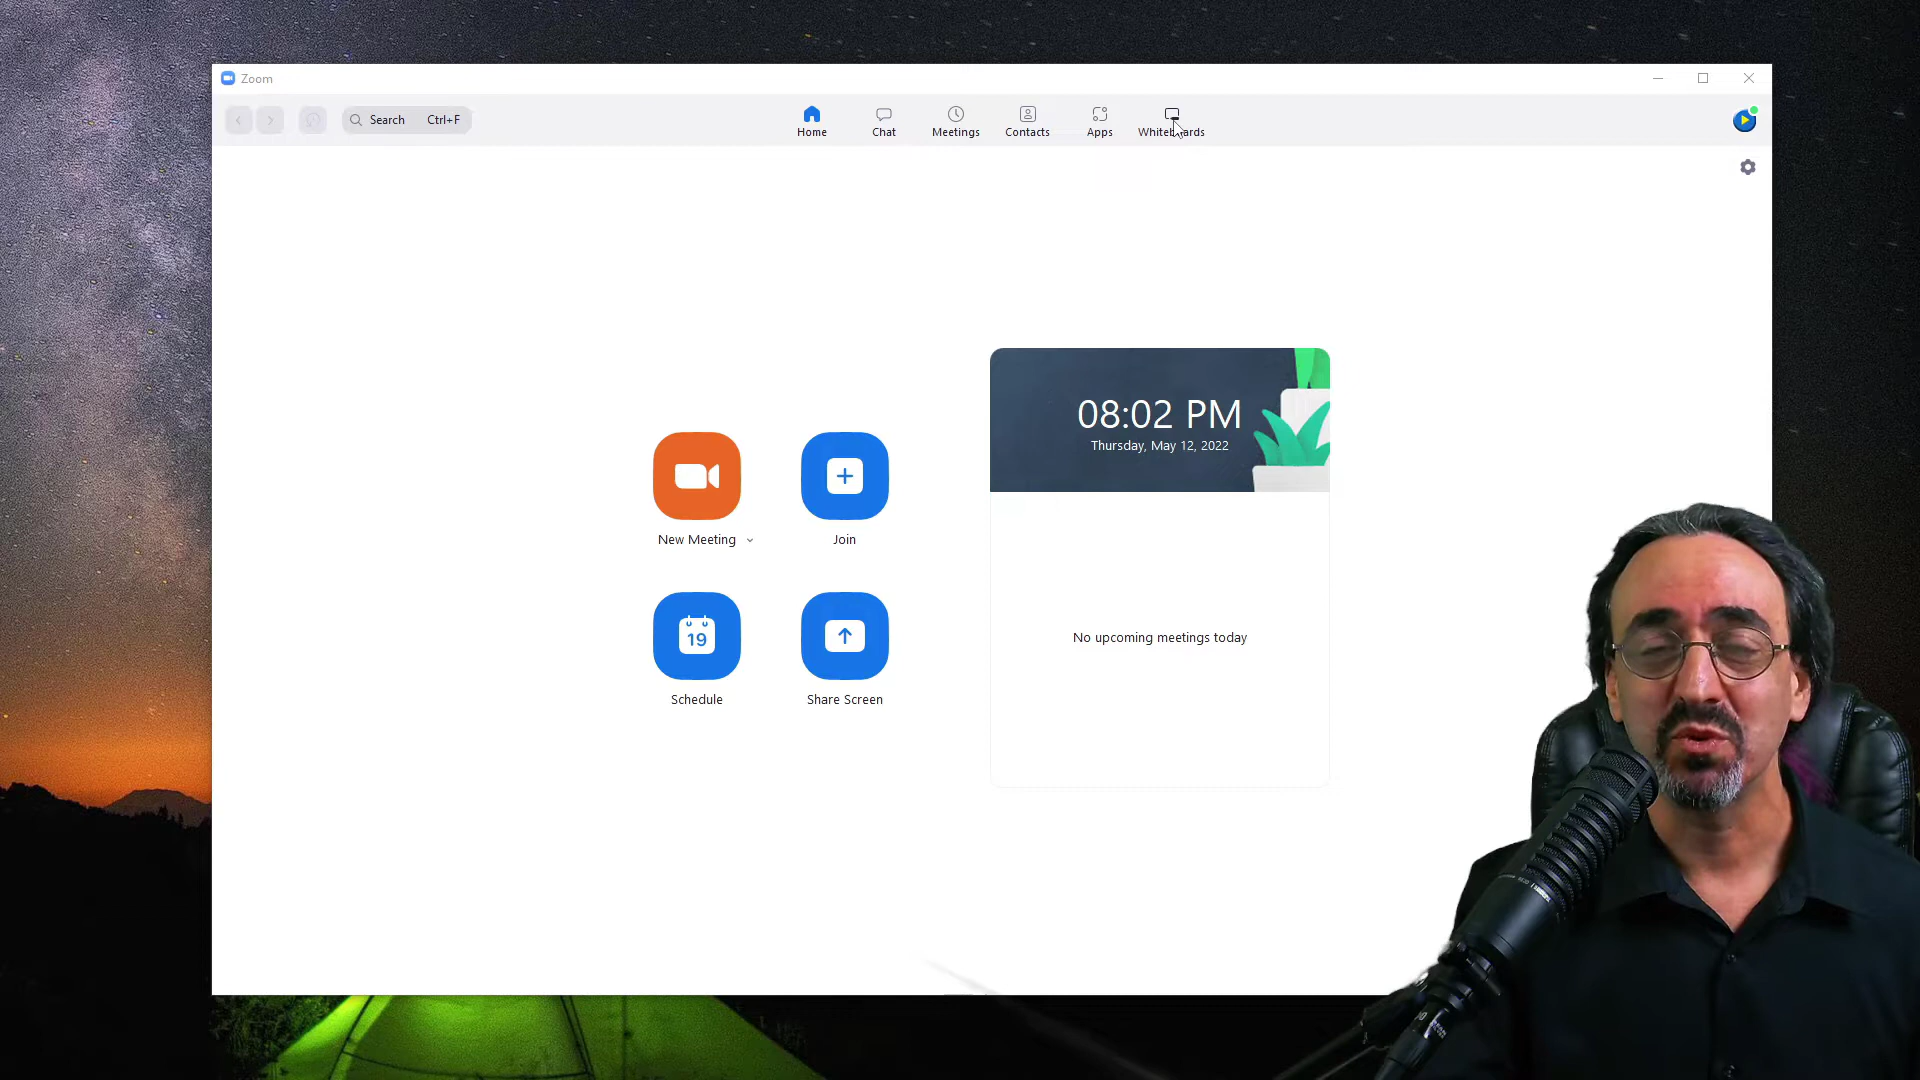 Zoom
Search Ctrl+F
Home
Chat
Meetings
Contacts
Apps
Whiteboards
08:02 PM
Thursday, May 12, 2022
New Meeting
Join
19
Schedule
Share Screen
No upcoming meetings today